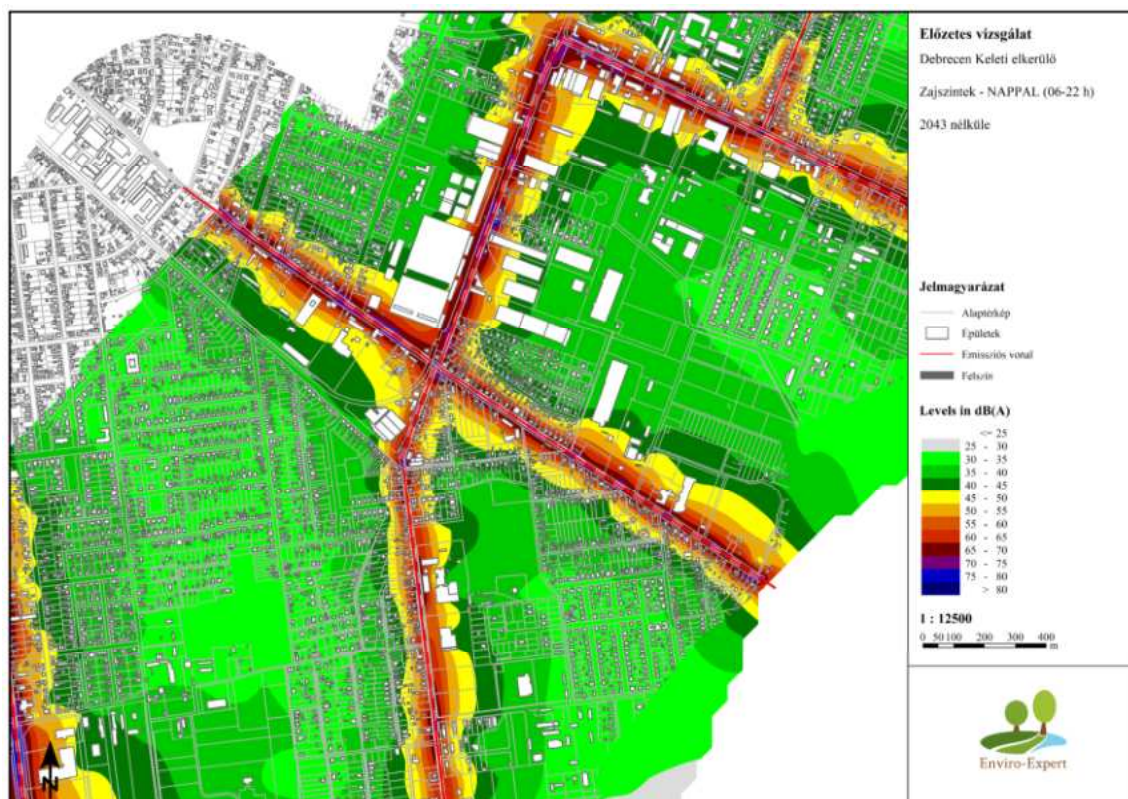 Előzetes vizsgálat
Debrecen Keleti elkerülő
Zajszintek - NAPPAL (06-22 h)
2043 nélküle
Jelmagyarázat
Alaptérkép
Épületek
Emissziós vonal
Felszín
Levels in dB(A)
<= 25
25 - 30
30 - 35
35 - 40
40 - 45
45 - 50
50 - 55
55 - 60
60 - 65
65 - 70
70 - 75
75 - 80
> 80
1 : 12500
0 50 100 200 300 400 m
N
Enviro-Expert